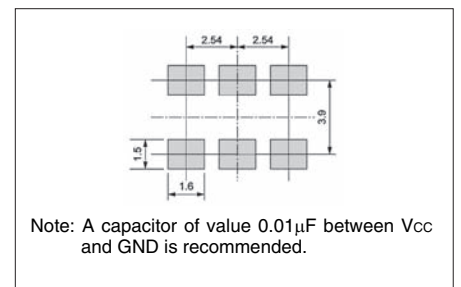 2.54 2.54
3.9
1.5
1.6
Note: A capacitor of value 0.01µF between Vcc
and GND is recommended.